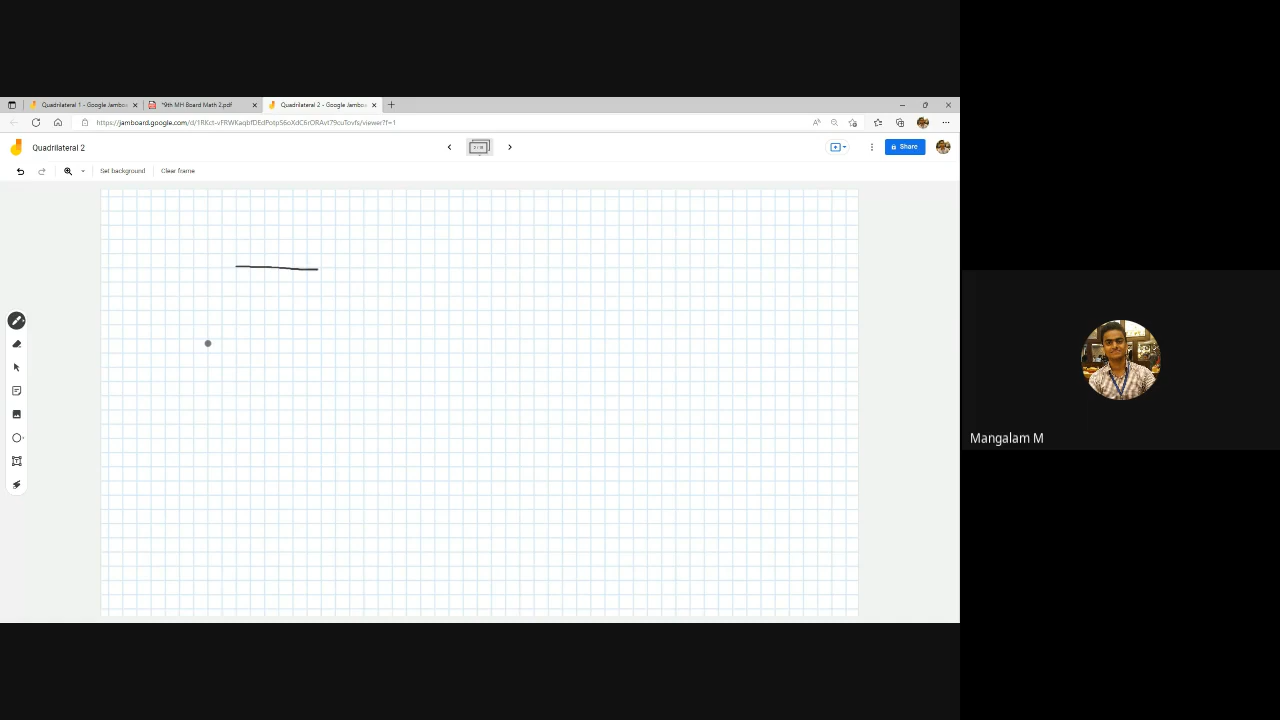 Quadrilateral 1 - Google Jambo
*9th MH Board Math 2.pdf
Quadrilateral 2 - Google Jambo
Quadrilateral 2
Share
Set background
Clear frame
Mangalam M